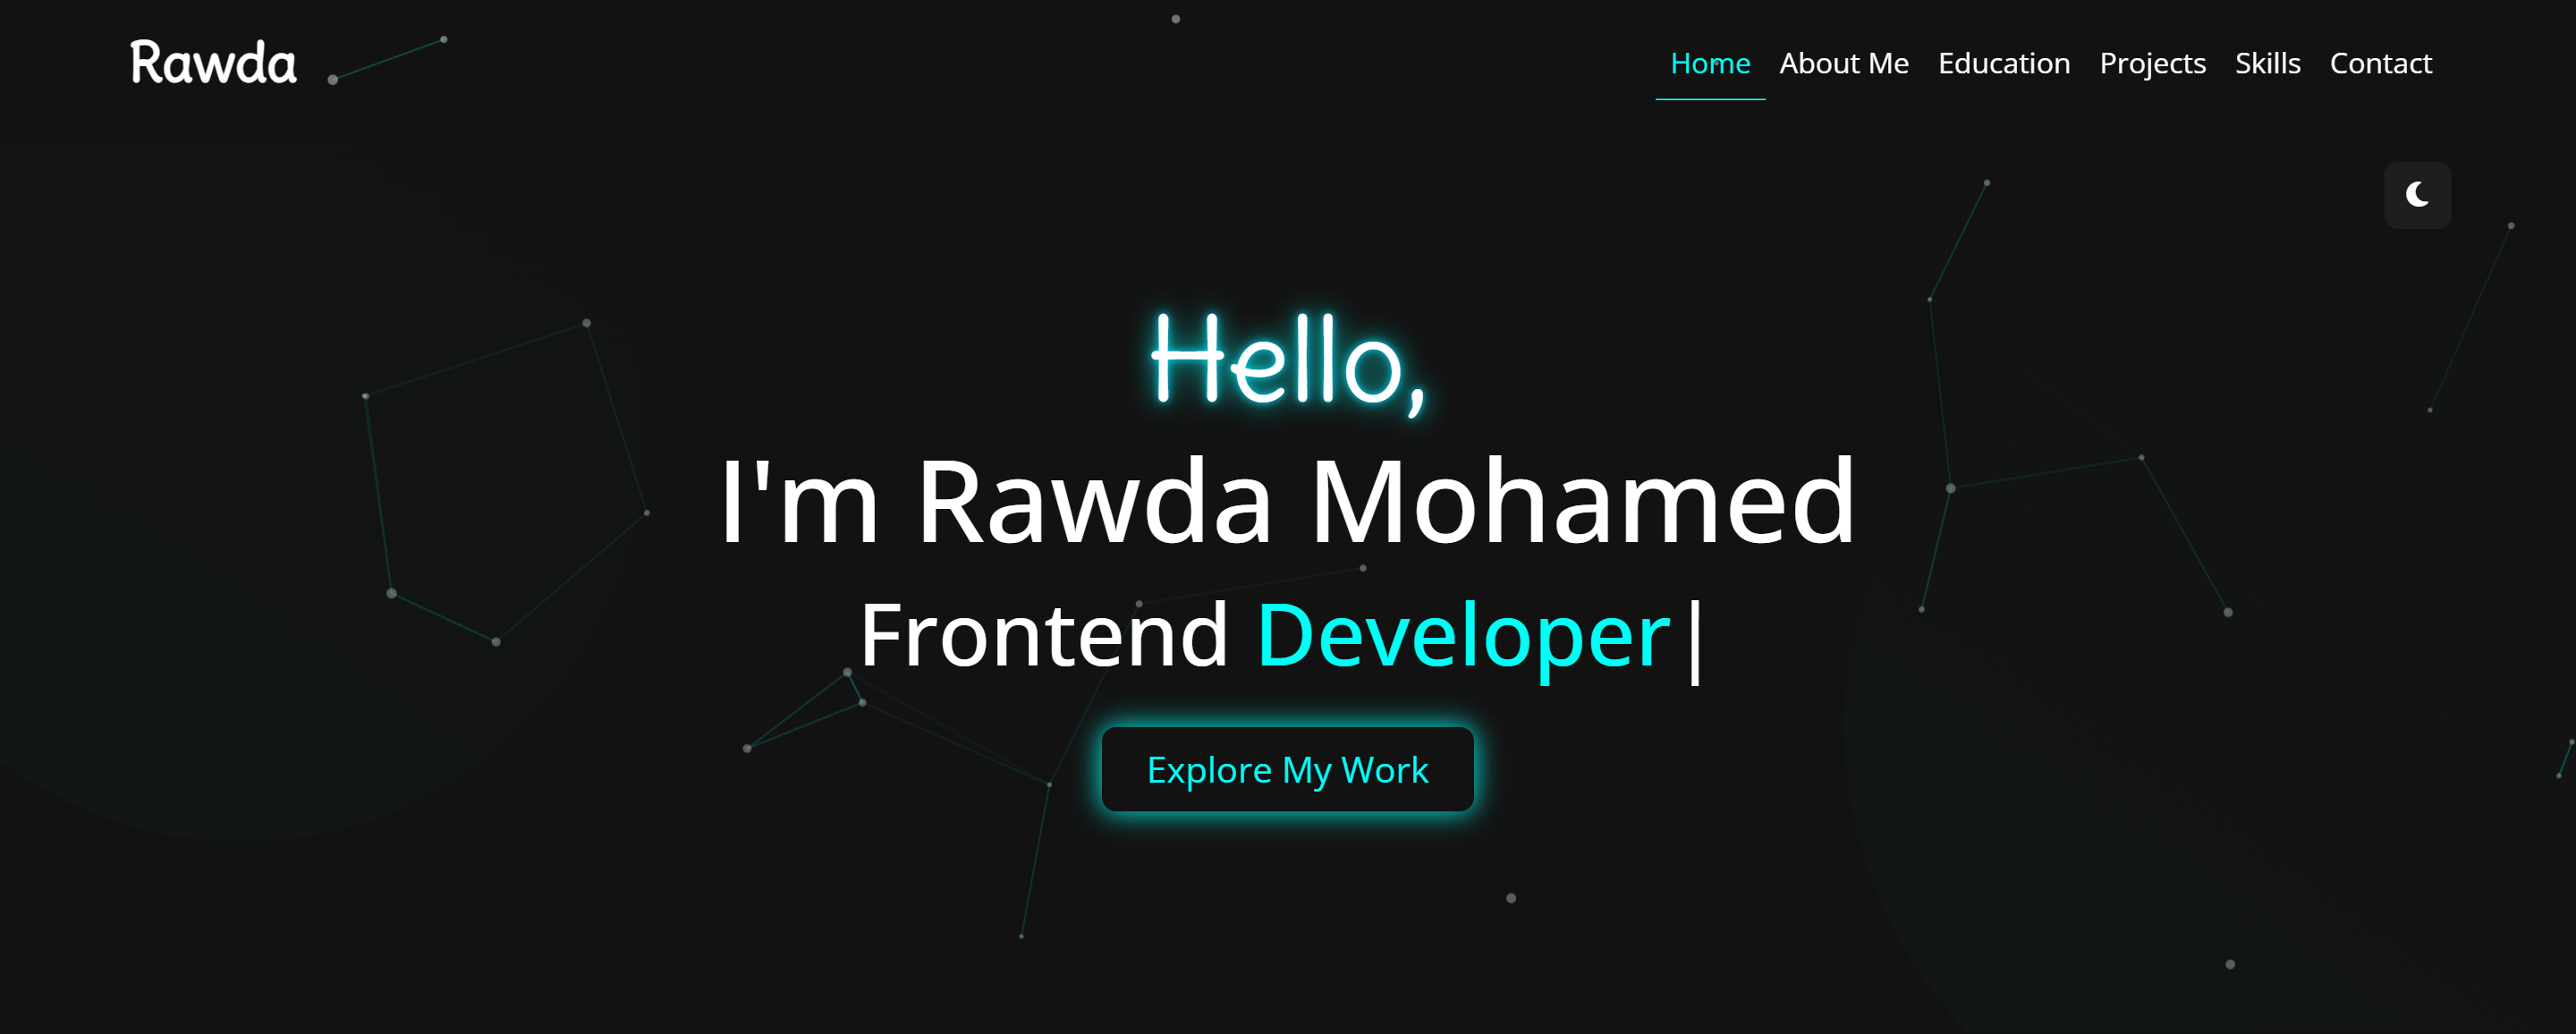 Rawda
Home About Me Education Projects Skills Contact
Hello,
I'm Rawda Mohamed
Frontend Developer|
Explore My Work